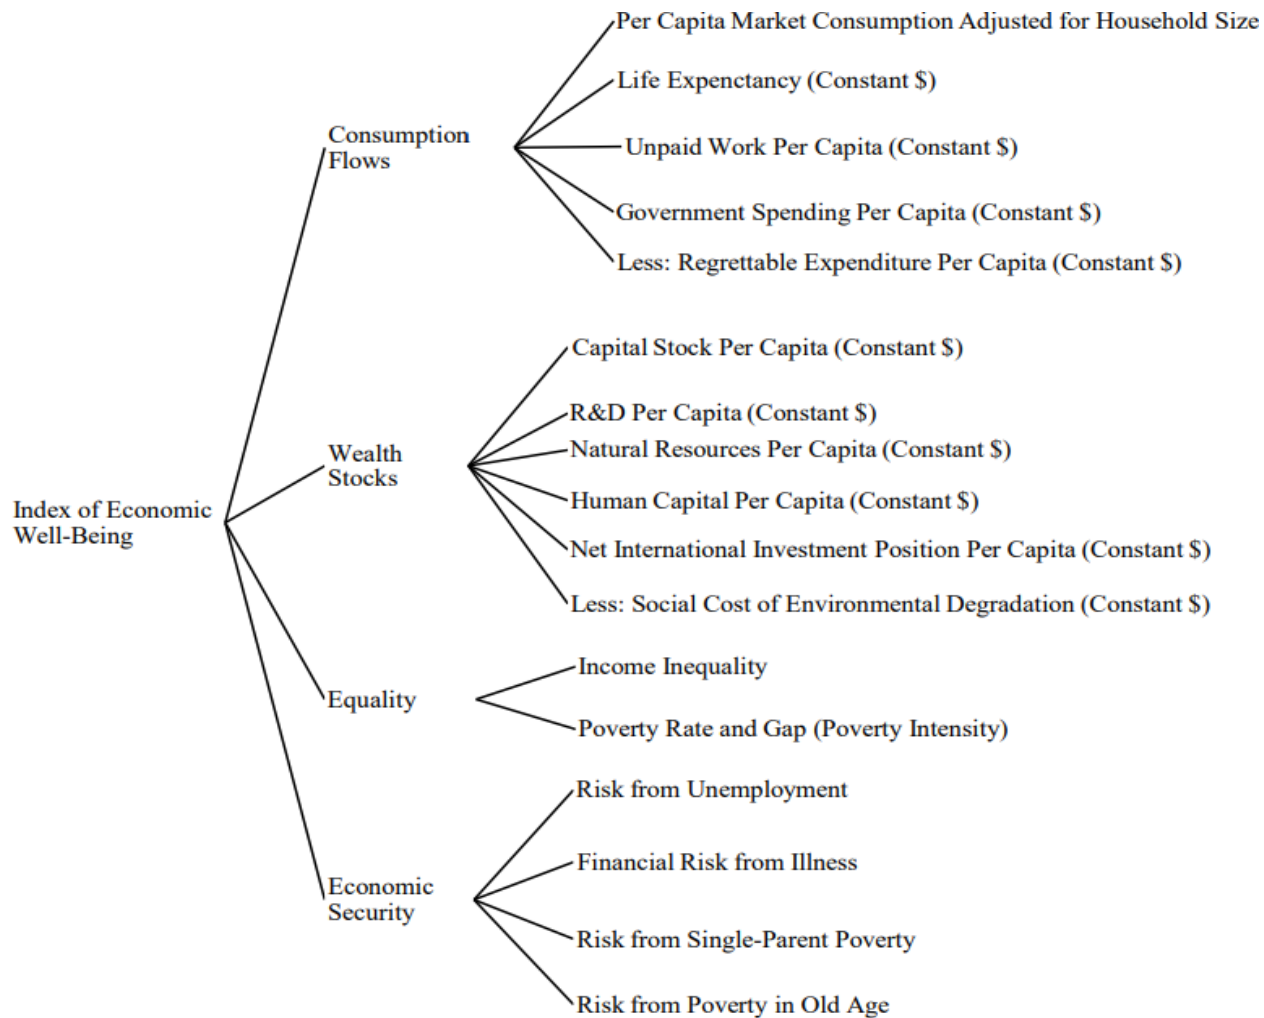 Per Capita Market Consumption Adjusted for Household Size
Life Expenctancy (Constant $)
Consumption
Flows
Unpaid Work Per Capita (Constant $)
Government Spending Per Capita (Constant $)
Less: Regrettable Expenditure Per Capita (Constant $)
Capital Stock Per Capita (Constant $)
R&D Per Capita (Constant $)
Natural Resources Per Capita (Constant $)
Wealth
Stocks
Human Capital Per Capita (Constant $)
Index of Economic
Well-Being
Net International Investment Position Per Capita (Constant $)
Less: Social Cost of Environmental Degradation (Constant $)
Income Inequality
Equality
Poverty Rate and Gap (Poverty Intensity)
Risk from Unemployment
Financial Risk from Illness
Economic
Security
Risk from Single-Parent Poverty
Risk from Poverty in Old Age